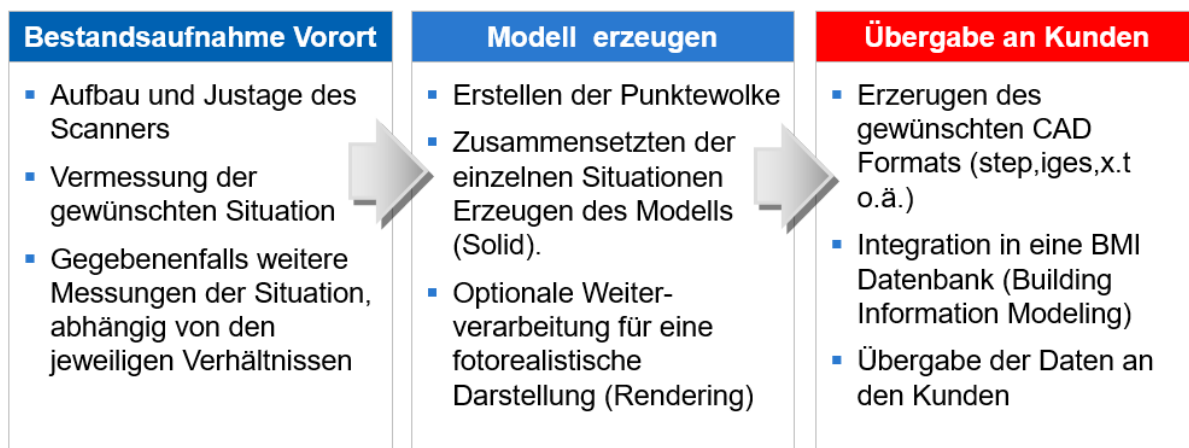 Bestandsaufnahme Vorort
▪ Aufbau und Justage des
Scanners
▪ Vermessung der
gewünschten Situation
▪ Gegebenenfalls weitere
Messungen der Situation,
abhängig von den
jeweiligen Verhältnissen
Modell erzeugen
▪ Erstellen der Punktewolke
▪ Zusammensetzten der
einzelnen Situationen
Erzeugen des Modells
(Solid).
▪ Optionale Weiter-
verarbeitung für eine
fotorealistische
Darstellung (Rendering)
Übergabe an Kunden
▪ Erzerugen des
gewünschten CAD
Formats (step,iges,x.t
o.ä.)
▪ Integration in eine BMI
Datenbank (Building
Information Modeling)
▪ Übergabe der Daten an
den Kunden